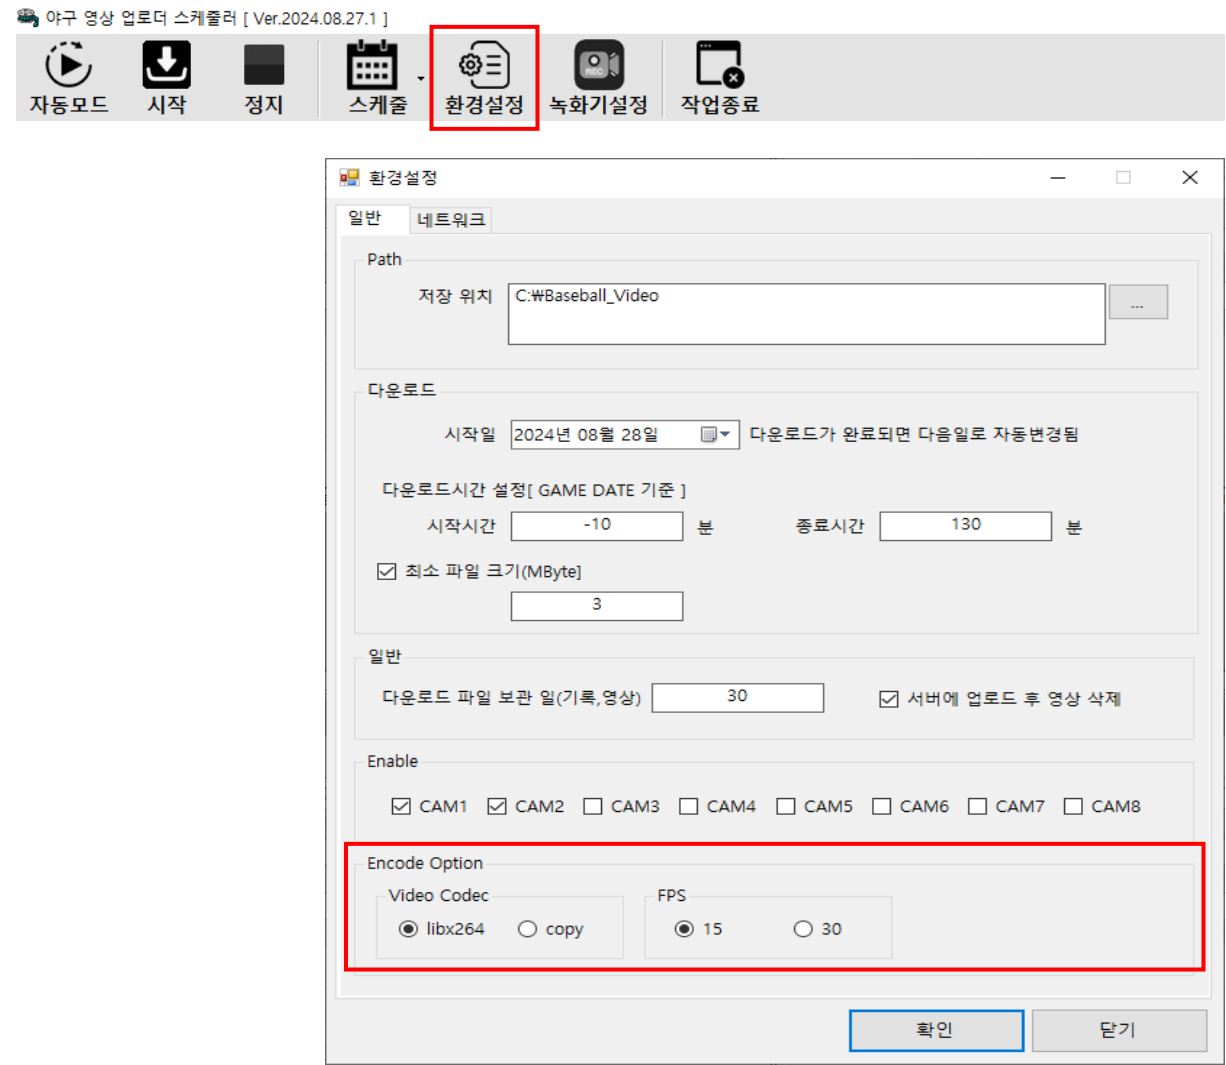 야구 영상 업로더 스케줄러 [ Ver.2024.08.27.1 ]
자동모드 시작 정지 스케줄 환경설정 REC 녹화기설정 작업종료
환경설정
일반 네트워크
Path
저장 위치 C:₩Baseball_Video ...
다운로드
시작일 2024년 08월 28일 다운로드가 완료되면 다음일로 자동변경됨
다운로드시간 설정[ GAME DATE 기준 ]
시작시간 -10 분 종료시간 130 분
최소 파일 크기(MByte]
3
일반
다운로드 파일 보관 일(기록,영상) 30 서버에 업로드 후 영상 삭제
Enable
CAM1 CAM2 CAM3 CAM4 CAM5 CAM6 CAM7 CAM8
Encode Option
Video Codec FPS
libx264 copy 15 30
확인 닫기